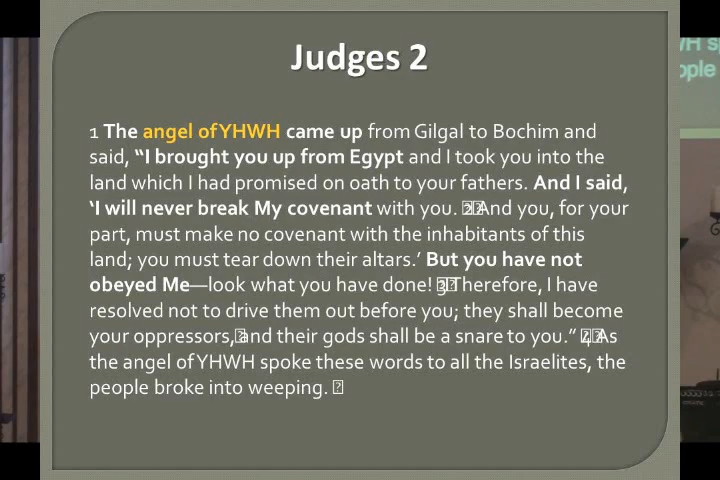 Judges 2
1 The angel of YHWH came up from Gilgal to Bochim and
said, “I brought you up from Egypt and I took you into the
land which I had promised on oath to your fathers. And I said,
‘I will never break My covenant with you. 2 And you, for your
part, must make no covenant with the inhabitants of this
land; you must tear down their altars.’ But you have not
obeyed Me—look what you have done! 3 Therefore, I have
resolved not to drive them out before you; they shall become
your oppressors, and their gods shall be a snare to you.” 4 As
the angel of YHWH spoke these words to all the Israelites, the
people broke into weeping.